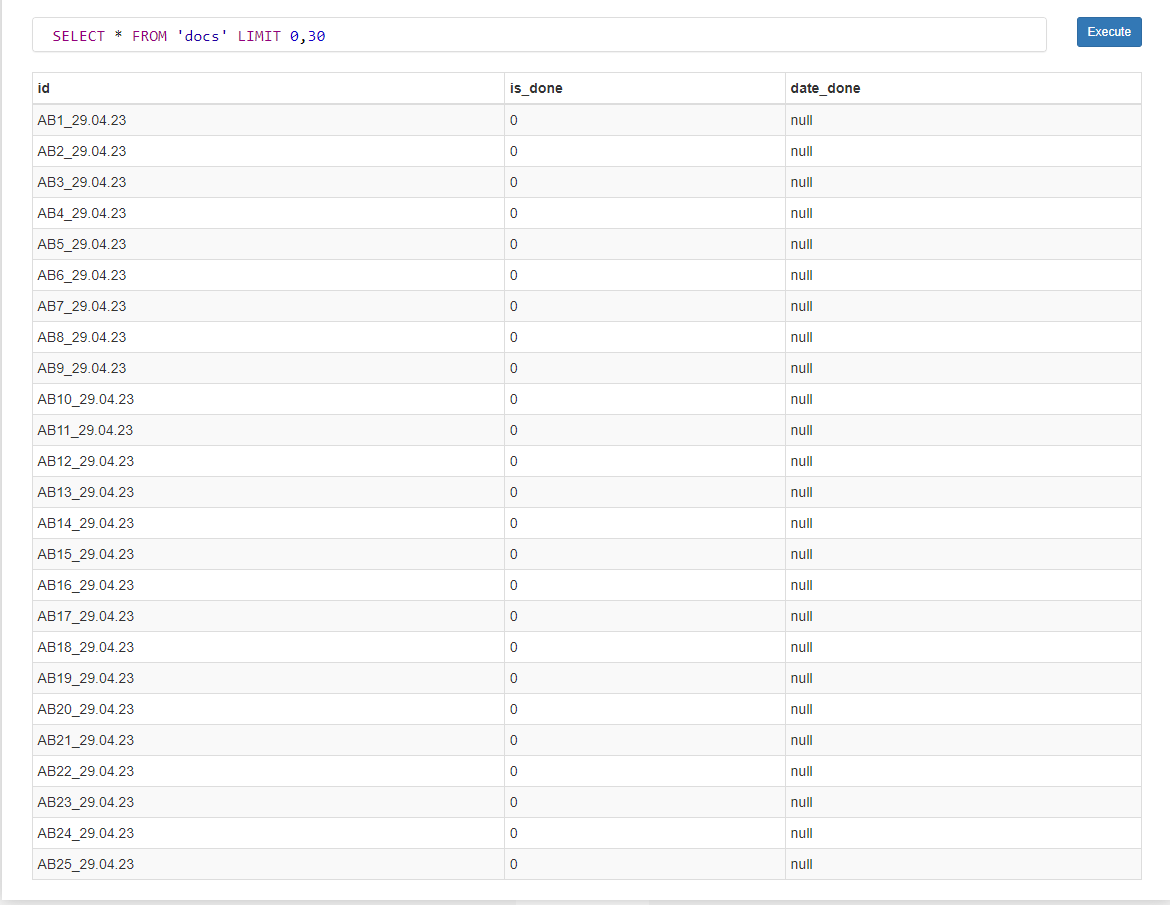 SELECT * FROM 'docs' LIMIT 0,30 Execute
id is_done date_done
AB1_29.04.23 0 null
AB2_29.04.23 0 null
AB3_29.04.23 0 null
AB4_29.04.23 0 null
AB5_29.04.23 0 null
AB6_29.04.23 0 null
AB7_29.04.23 0 null
AB8_29.04.23 0 null
AB9_29.04.23 0 null
AB10_29.04.23 0 null
AB11_29.04.23 0 null
AB12_29.04.23 0 null
AB13_29.04.23 0 null
AB14_29.04.23 0 null
AB15_29.04.23 0 null
AB16_29.04.23 0 null
AB17_29.04.23 0 null
AB18_29.04.23 0 null
AB19_29.04.23 0 null
AB20_29.04.23 0 null
AB21_29.04.23 0 null
AB22_29.04.23 0 null
AB23_29.04.23 0 null
AB24_29.04.23 0 null
AB25_29.04.23 0 null